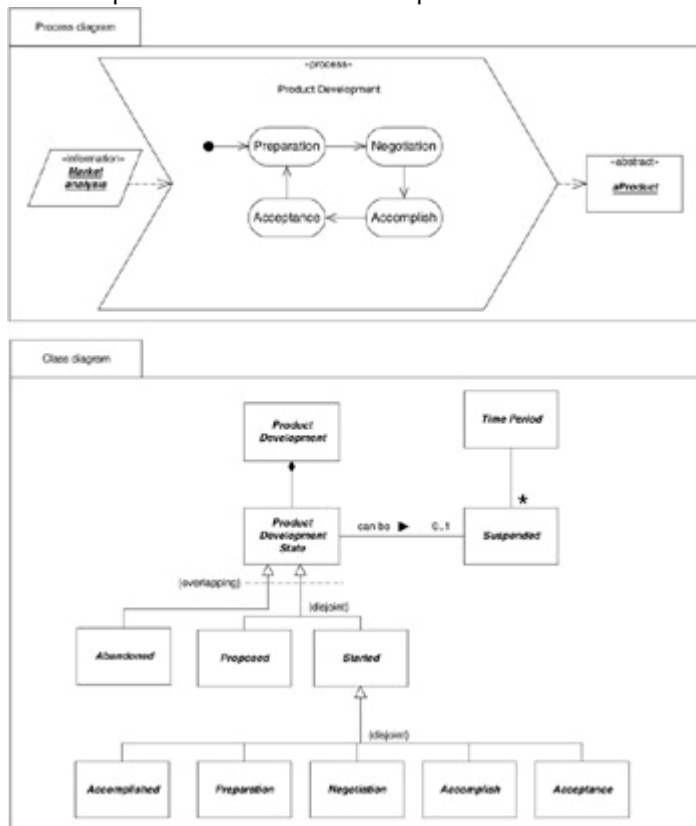 Process diagram
«process»
Product Development
Preparation
Negotiation
«information»
Market
analysis
«abstract»
aProduct
Acceptance
Accomplish
Class diagram
Product
Development
Time Period
*
Product
Development
State
can be ▶ 0..1
Suspended
{overlapping}
{disjoint}
Abandoned
Proposed
Started
{disjoint}
Accomplished
Preparation
Negotiation
Accomplish
Acceptance